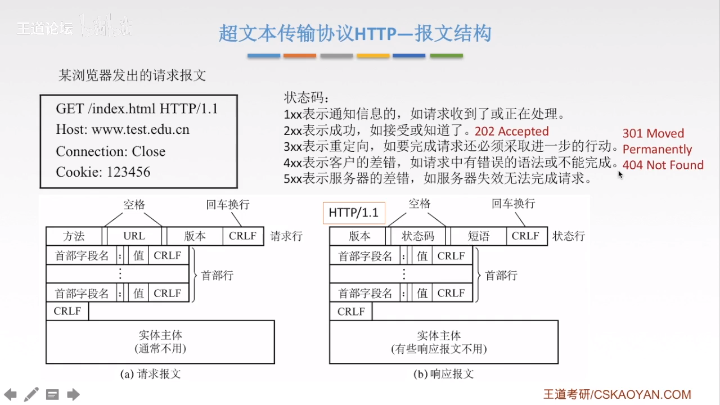 王道论坛
超文本传输协议HTTP—报文结构
某浏览器发出的请求报文
GET /index.html HTTP/1.1
Host: www.test.edu.cn
Connection: Close
Cookie: 123456
状态码：
1xx表示通知信息的，如请求收到了或正在处理。
2xx表示成功，如接受或知道了。202 Accepted
3xx表示重定向，如要完成请求还必须采取进一步的行动。
4xx表示客户的差错，如请求中有错误的语法或不能完成。
5xx表示服务器的差错，如服务器失效无法完成请求。
301 Moved
Permanently
404 Not Found
空格 回车换行
方法 URL 版本 CRLF 请求行
首部字段名 : 值 CRLF
⋮ 首部行
首部字段名 : 值 CRLF
CRLF
实体主体
(通常不用)
(a) 请求报文
HTTP/1.1
空格 回车换行
版本 状态码 短语 CRLF 状态行
首部字段名 : 值 CRLF
⋮ 首部行
首部字段名 : 值 CRLF
CRLF
实体主体
(有些响应报文不用)
(b) 响应报文
王道考研/CSKAOYAN.COM